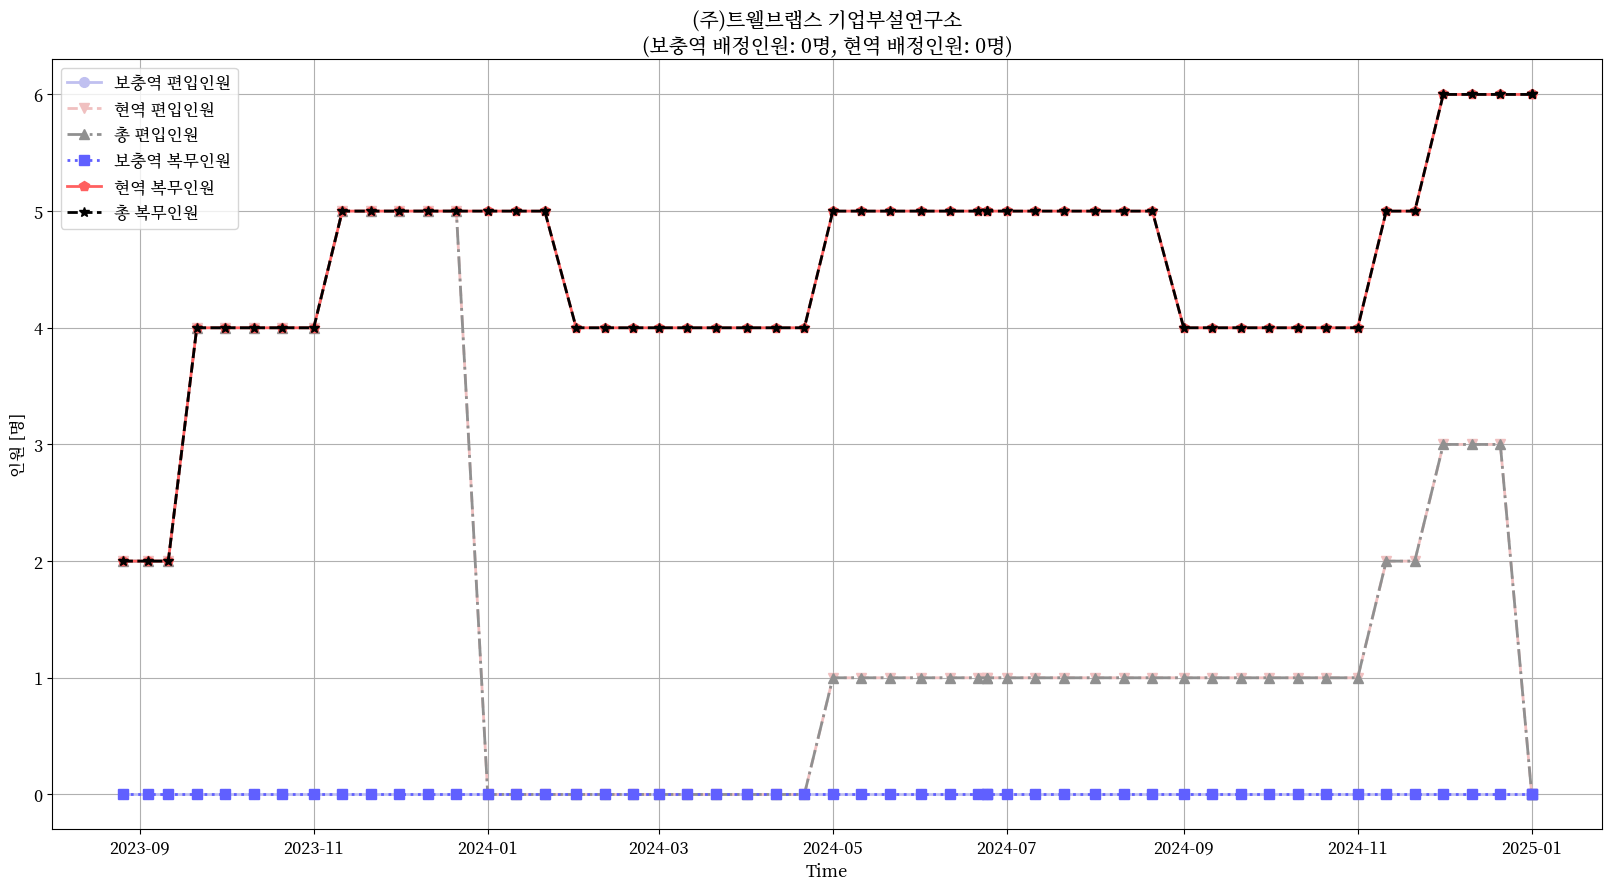 (주)트웰브랩스 기업부설연구소
(보충역 배정인원: 0명, 현역 배정인원: 0명)
보충역 편입인원
현역 편입인원
총 편입인원
보충역 복무인원
현역 복무인원
총 복무인원
인원 [명]
6
5
4
3
2
1
0
2023-09 2023-11 2024-01 2024-03 2024-05 2024-07 2024-09 2024-11 2025-01
Time